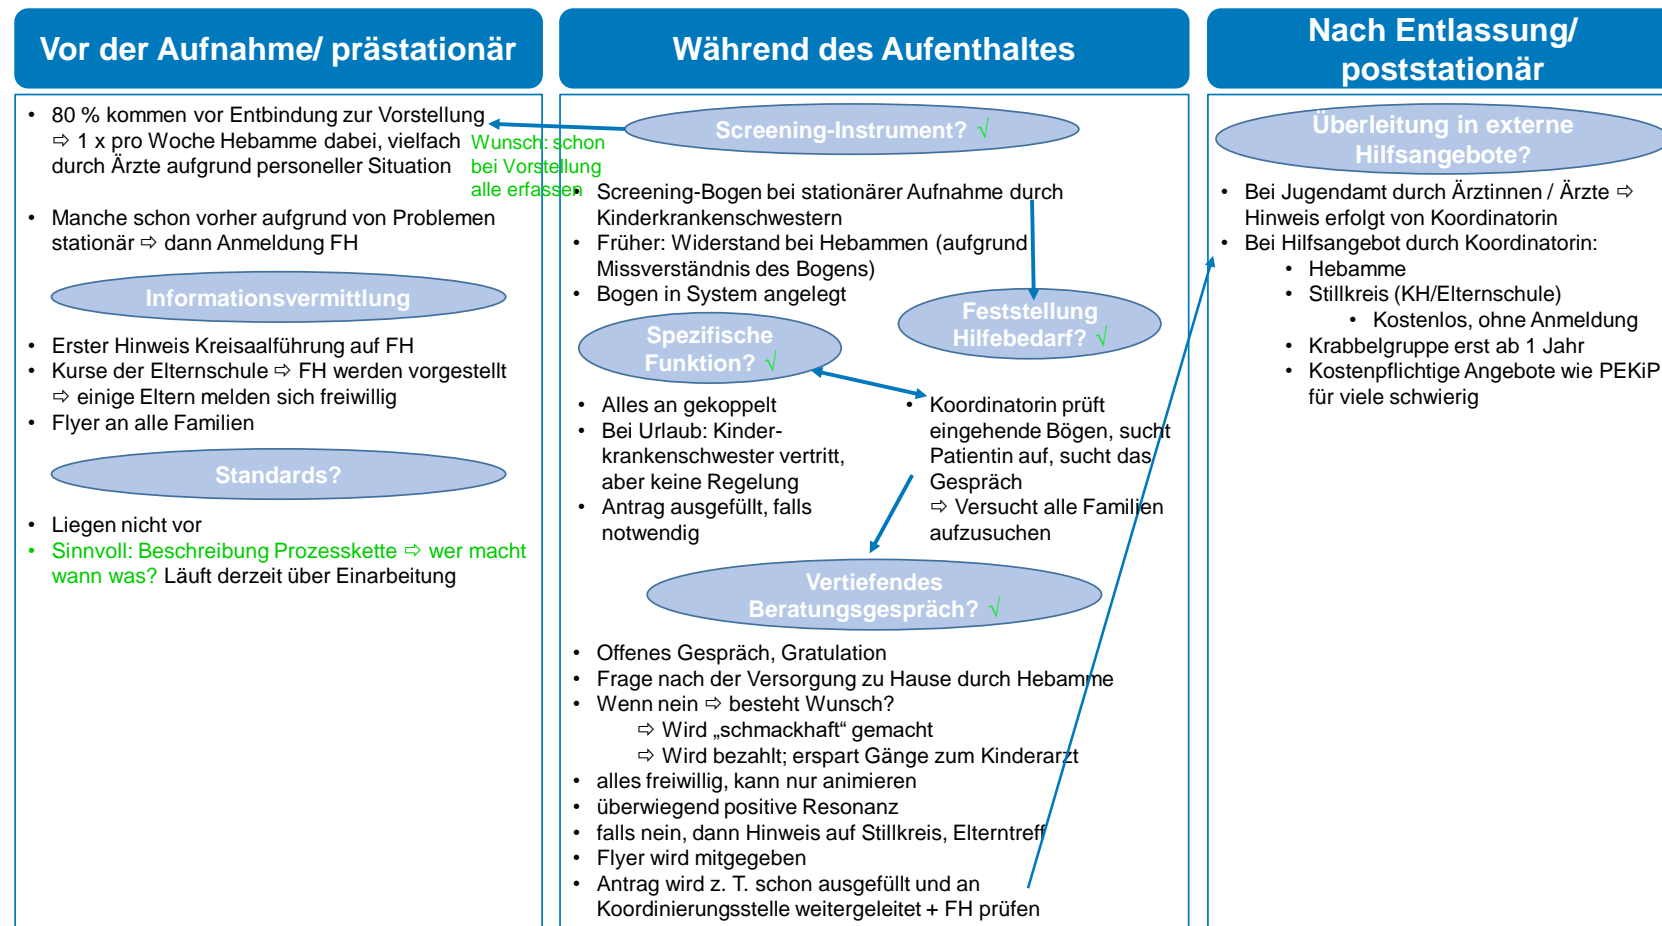 Vor der Aufnahme/ prästationär
• 80 % kommen vor Entbindung zur Vorstellung
⇨ 1 x pro Woche Hebamme dabei, vielfach
durch Ärzte aufgrund personeller Situation
Wunsch: schon
bei Vorstellung
alle erfassen
• Manche schon vorher aufgrund von Problemen
stationär ⇨ dann Anmeldung FH
Informationsvermittlung
• Erster Hinweis Kreisaalführung auf FH
• Kurse der Elternschule ⇨ FH werden vorgestellt
⇨ einige Eltern melden sich freiwillig
• Flyer an alle Familien
Standards?
• Liegen nicht vor
• Sinnvoll: Beschreibung Prozesskette ⇨ wer macht
wann was? Läuft derzeit über Einarbeitung
Während des Aufenthaltes
Screening-Instrument? √
• Screening-Bogen bei stationärer Aufnahme durch
Kinderkrankenschwestern
• Früher: Widerstand bei Hebammen (aufgrund
Missverständnis des Bogens)
• Bogen in System angelegt
Feststellung
Hilfebedarf? √
Spezifische
Funktion? √
• Alles an gekoppelt
• Bei Urlaub: Kinder-
krankenschwester vertritt,
aber keine Regelung
• Antrag ausgefüllt, falls
notwendig
• Koordinatorin prüft
eingehende Bögen, sucht
Patientin auf, sucht das
Gespräch
⇨ Versucht alle Familien
aufzusuchen
Vertiefendes
Beratungsgespräch? √
• Offenes Gespräch, Gratulation
• Frage nach der Versorgung zu Hause durch Hebamme
• Wenn nein ⇨ besteht Wunsch?
⇨ Wird „schmackhaft“ gemacht
⇨ Wird bezahlt; erspart Gänge zum Kinderarzt
• alles freiwillig, kann nur animieren
• überwiegend positive Resonanz
• falls nein, dann Hinweis auf Stillkreis, Elterntreff
• Flyer wird mitgegeben
• Antrag wird z. T. schon ausgefüllt und an
Koordinierungsstelle weitergeleitet + FH prüfen
Nach Entlassung/
poststationär
Überleitung in externe
Hilfsangebote?
• Bei Jugendamt durch Ärztinnen / Ärzte ⇨
Hinweis erfolgt von Koordinatorin
• Bei Hilfsangebot durch Koordinatorin:
• Hebamme
• Stillkreis (KH/Elternschule)
• Kostenlos, ohne Anmeldung
• Krabbelgruppe erst ab 1 Jahr
• Kostenpflichtige Angebote wie PEKiP
für viele schwierig